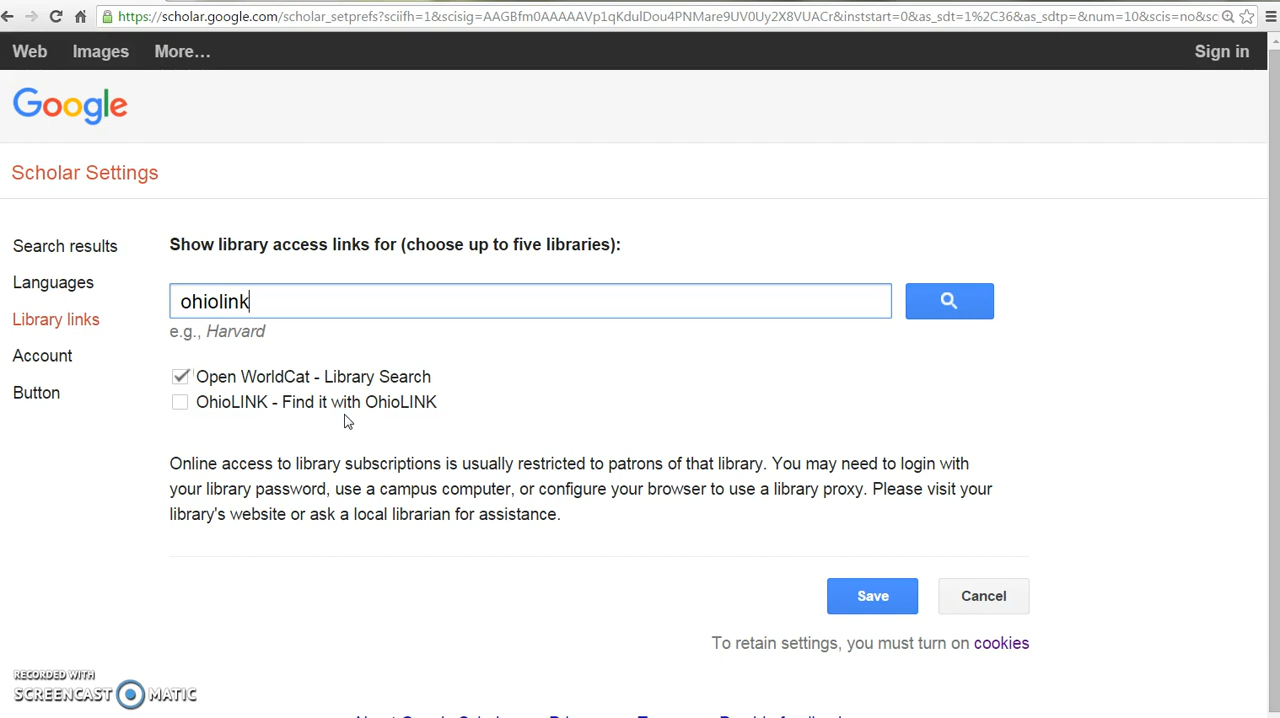 https://scholar.google.com/scholar_setprefs?sciifh=1&scisig=AAGBfm0AAAAAVp1qKdulDou4PNMare9UV0Uy2X8VUACr&inststart=0&as_sdt=1%2C36&as_sdtp=&num=10&scis=no&sc
Web Images More... Sign in
Google
Scholar Settings
Search results
Languages
Library links
Account
Button
Show library access links for (choose up to five libraries):
ohiolink
e.g., Harvard
Open WorldCat - Library Search
OhioLINK - Find it with OhioLINK
Online access to library subscriptions is usually restricted to patrons of that library. You may need to login with
your library password, use a campus computer, or configure your browser to use a library proxy. Please visit your
library's website or ask a local librarian for assistance.
Save Cancel
To retain settings, you must turn on cookies
RECORDED WITH
SCREENCAST MATIC